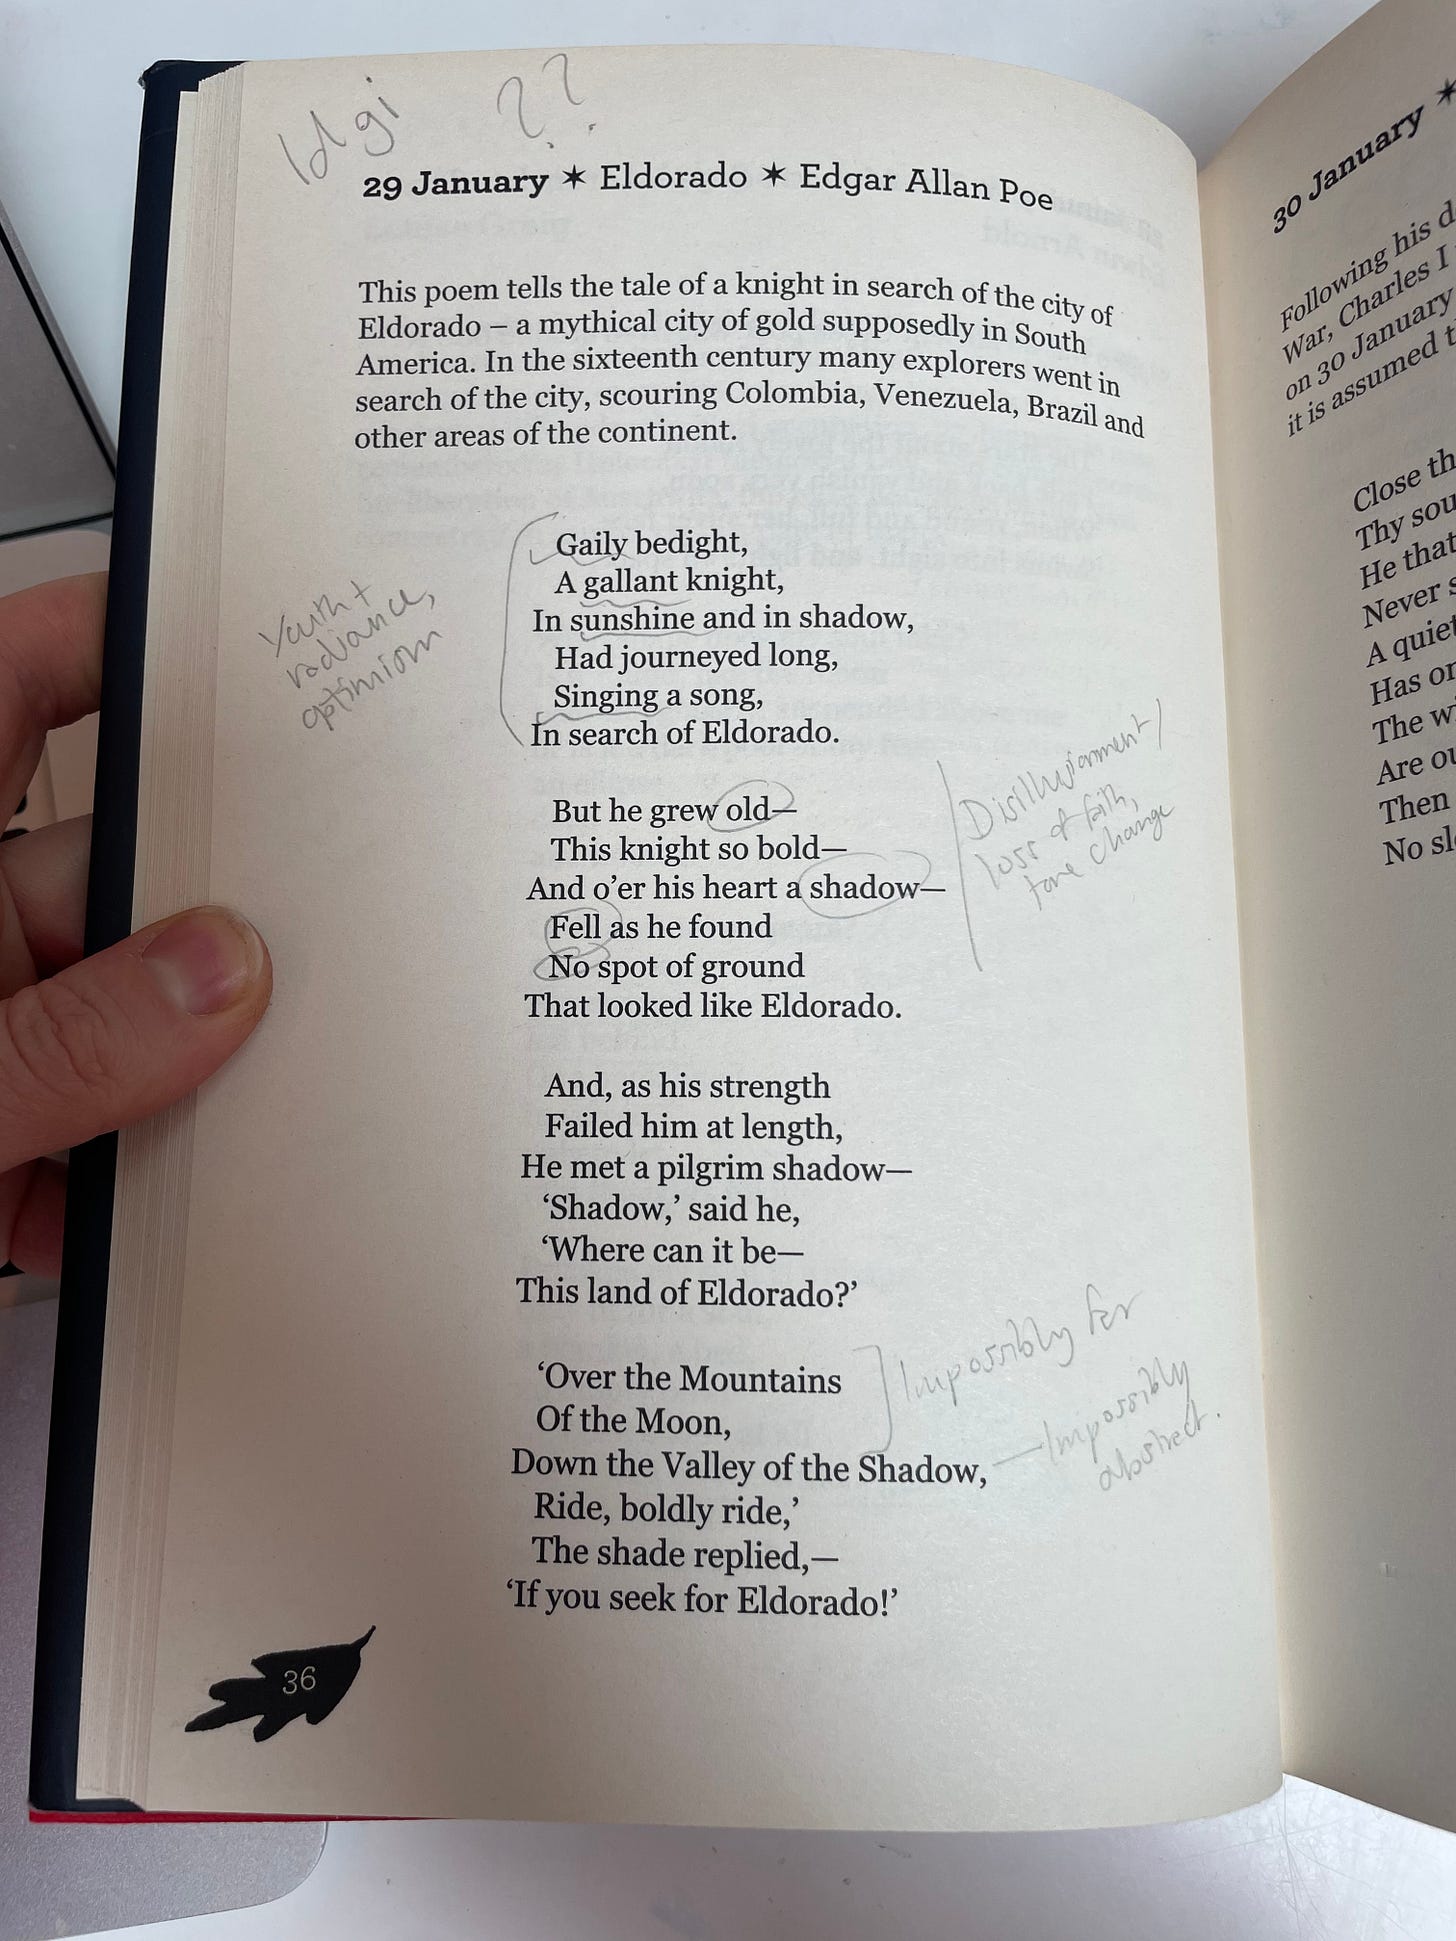 Idgi ??
29 January ✶ Eldorado ✶ Edgar Allan Poe
This poem tells the tale of a knight in search of the city of
Eldorado – a mythical city of gold supposedly in South
America. In the sixteenth century many explorers went in
search of the city, scouring Colombia, Venezuela, Brazil and
other areas of the continent.
Gaily bedight,
A gallant knight,
In sunshine and in shadow,
Had journeyed long,
Singing a song,
In search of Eldorado.
Youth +
radiance,
optimism
But he grew old—
This knight so bold—
And o’er his heart a shadow—
Fell as he found
No spot of ground
That looked like Eldorado.
Disillusionment/
loss of faith,
tone change
And, as his strength
Failed him at length,
He met a pilgrim shadow—
‘Shadow,’ said he,
‘Where can it be—
This land of Eldorado?’
‘Over the Mountains
Of the Moon,
Down the Valley of the Shadow,
Ride, boldly ride,’
The shade replied,—
‘If you seek for Eldorado!’
Impossibly far
—Impossibly
abstract.
36
30 January ✶
Following his
War, Charles I
on 30 January
it is assumed
Close
Thy
He that
Never
A quiet
Has
The
Are
Then
No